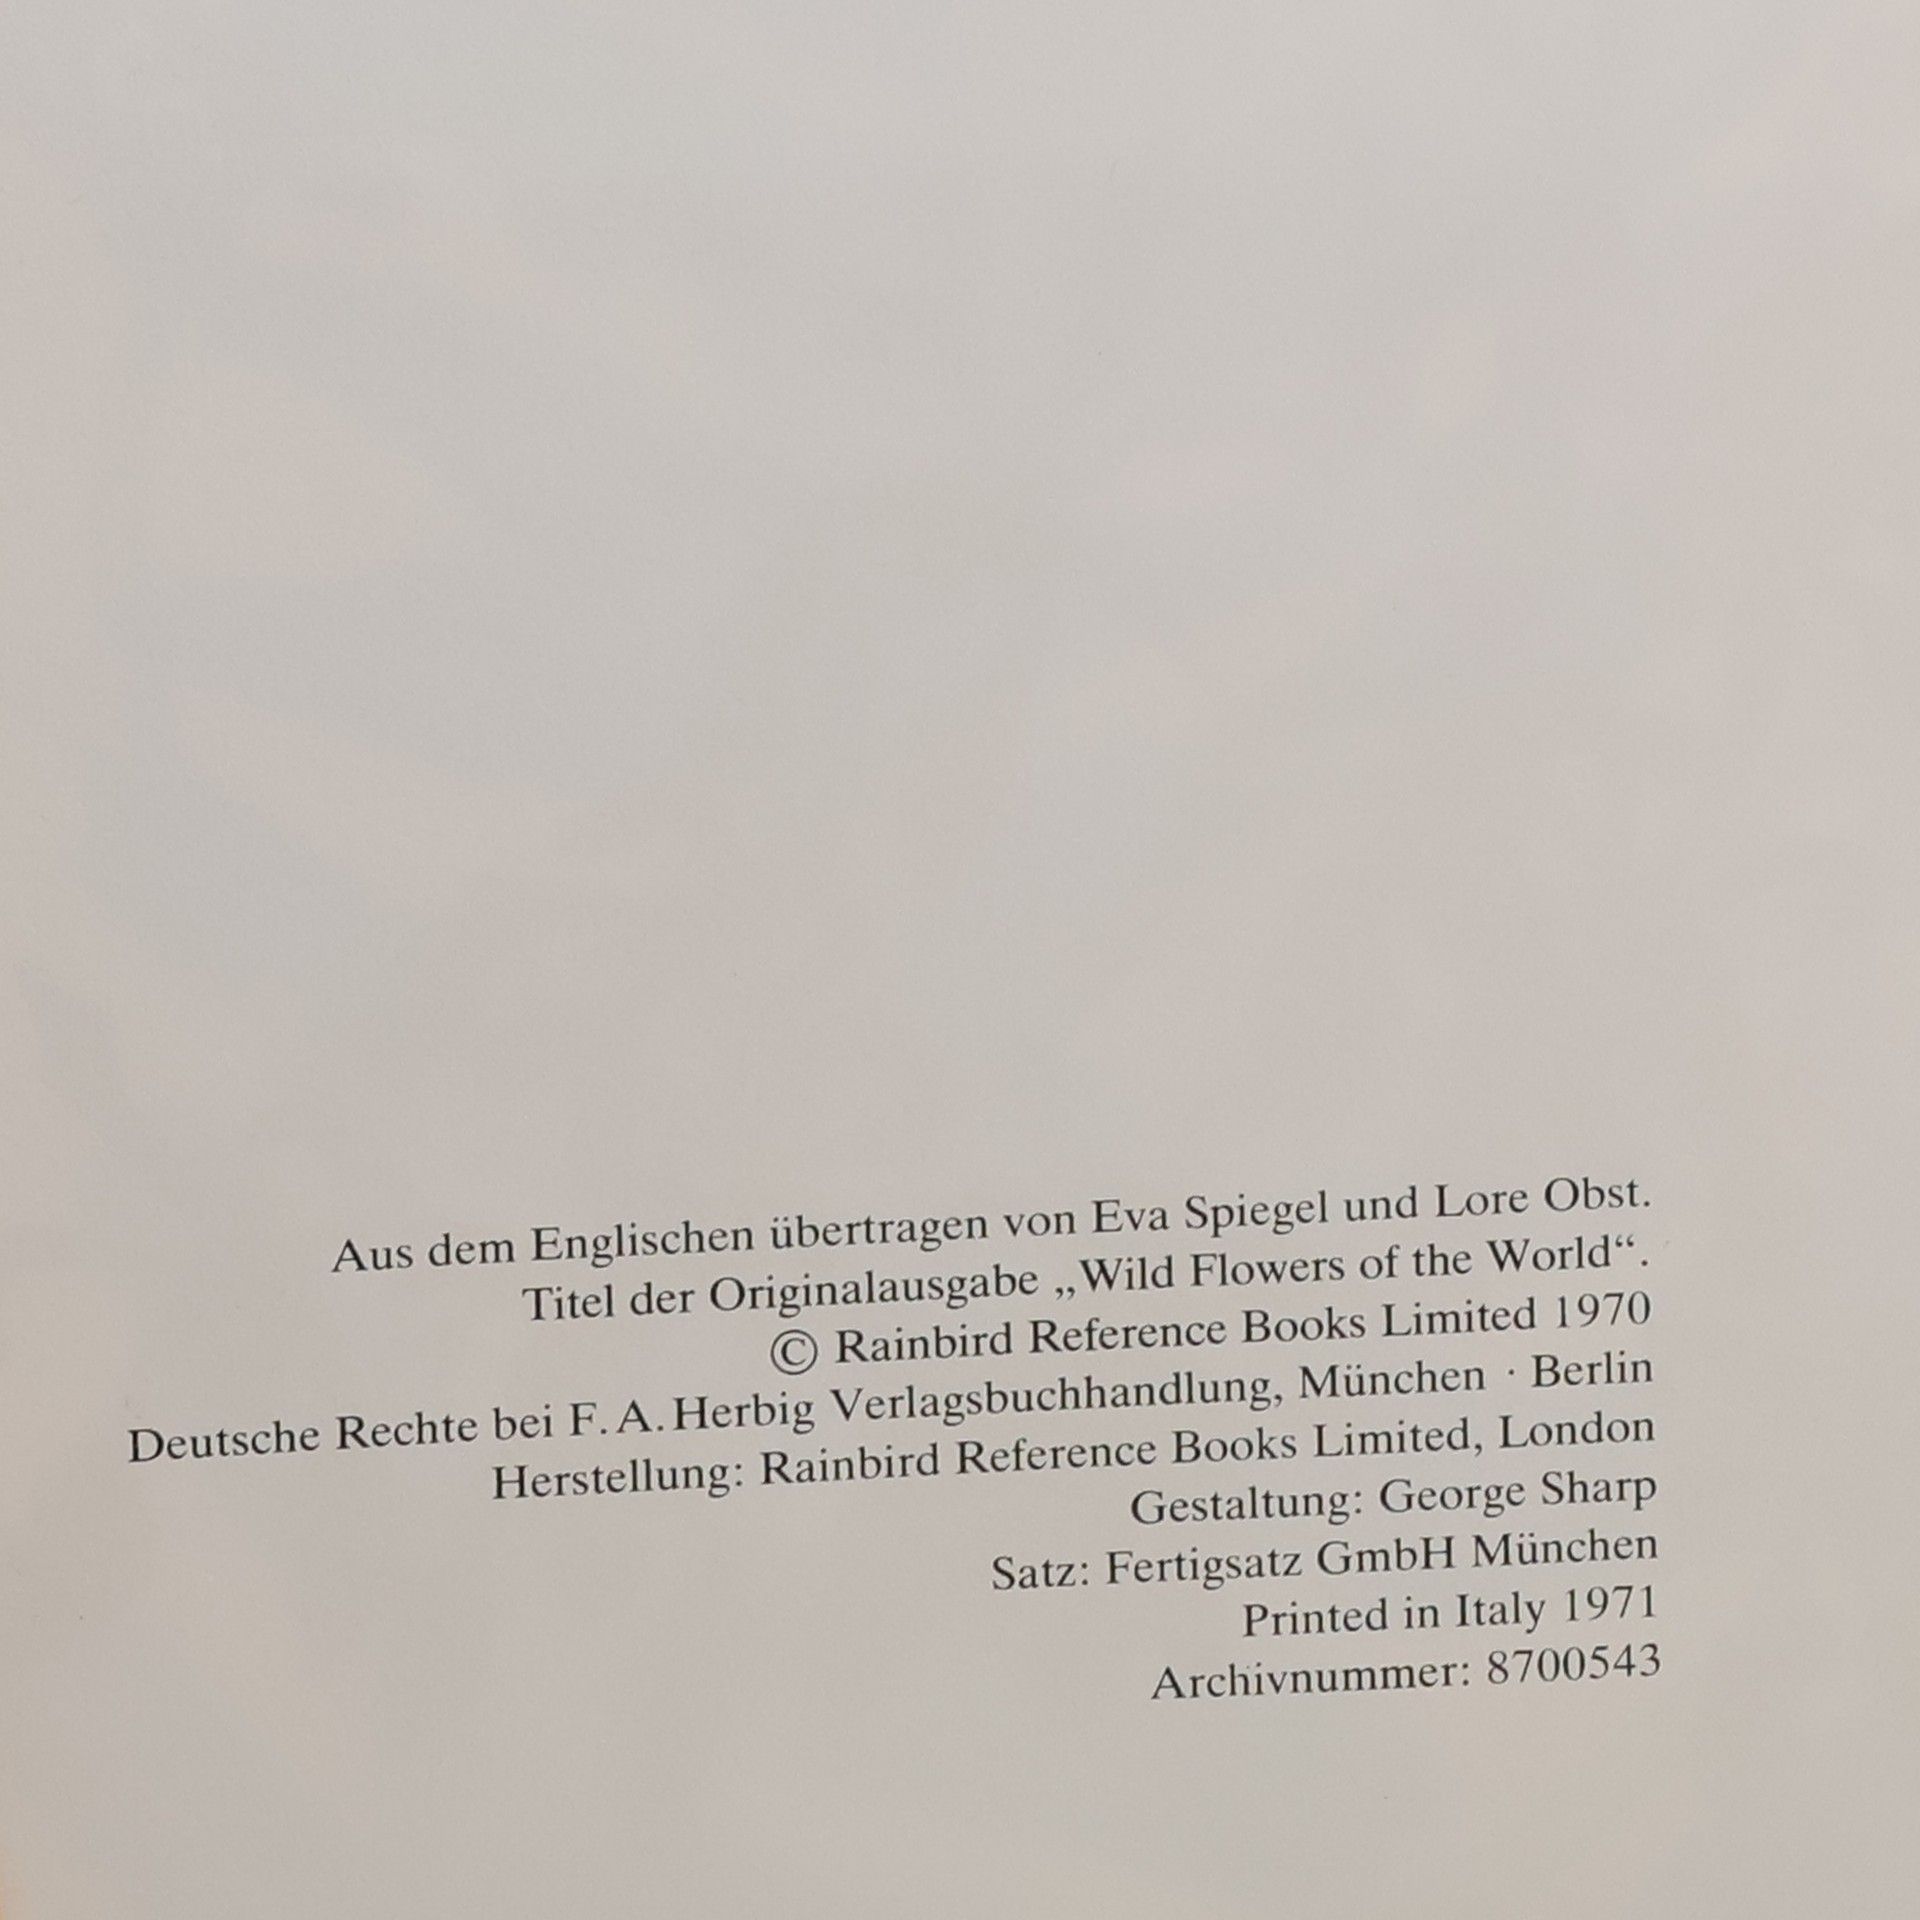 Aus dem Englischen übertragen von Eva Spiegel und Lore Obst.
Titel der Originalausgabe „Wild Flowers of the World“.
© Rainbird Reference Books Limited 1970
Deutsche Rechte bei F. A. Herbig Verlagsbuchhandlung, München · Berlin
Herstellung: Rainbird Reference Books Limited, London
Gestaltung: George Sharp
Satz: Fertigsatz GmbH München
Printed in Italy 1971
Archivnummer: 8700543